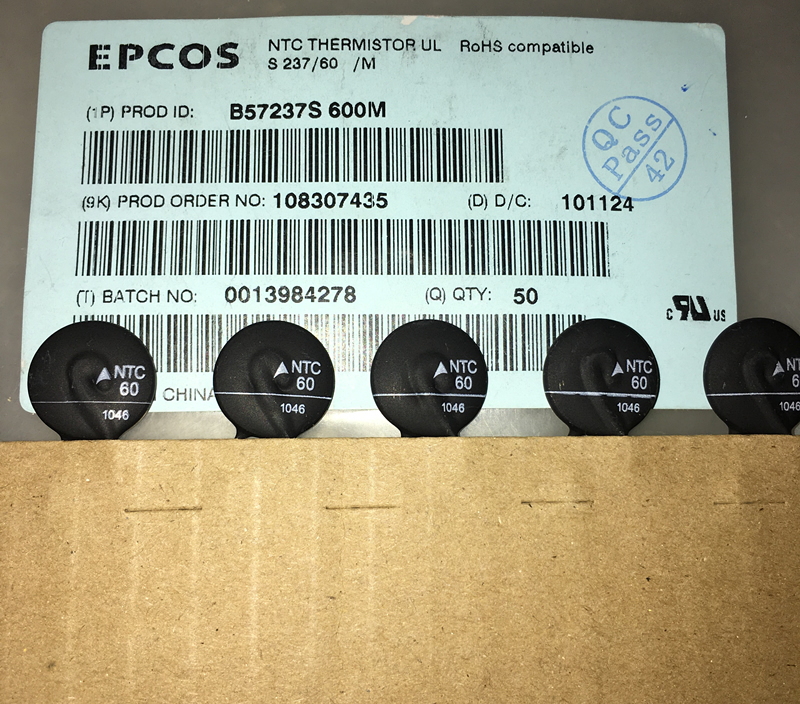 EPCOS
NTC THERMISTOR UL RoHS compatible
S 237/60 /M
(1P) PROD ID: B57237S 600M
QC
Pass
42
(9K) PROD ORDER NO: 108307435 (D) D/C: 101124
(T) BATCH NO: 0013984278 (Q) QTY: 50
c RU US
CHINA
NTC
60
1046
NTC
60
1046
NTC
60
1046
NTC
60
1046
NTC
6
1046